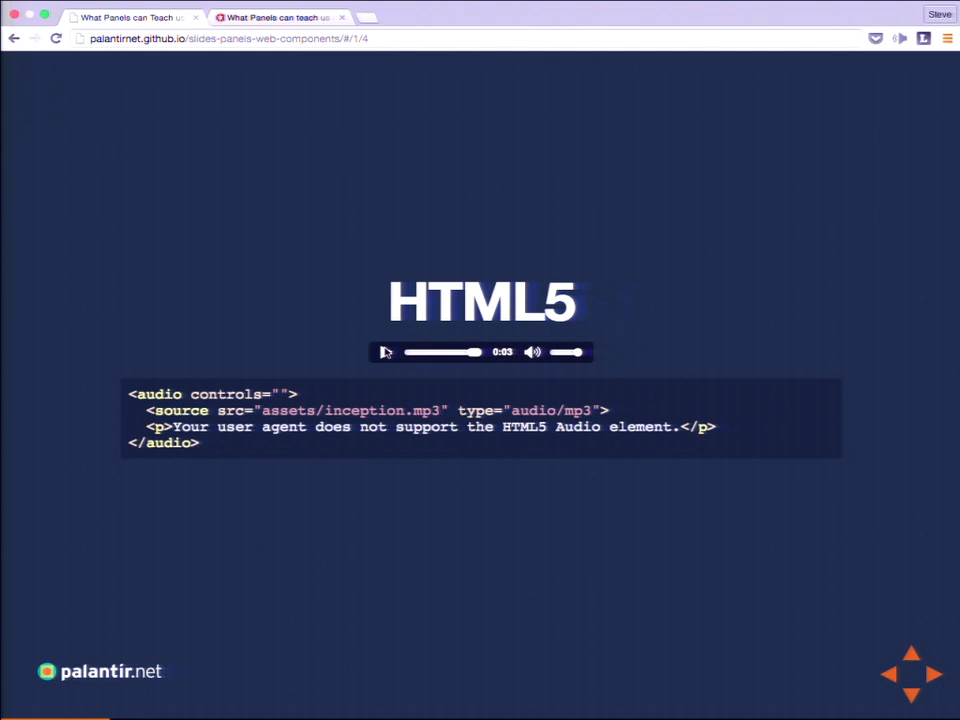 What Panels can Teach us
What Panels can teach us
Steve
palantirnet.github.io/slides-panels-web-components/#/1/4
HTML5
0:03
<audio controls="">
<source src="assets/inception.mp3" type="audio/mp3">
<p>Your user agent does not support the HTML5 Audio element.</p>
</audio>
palantir.net